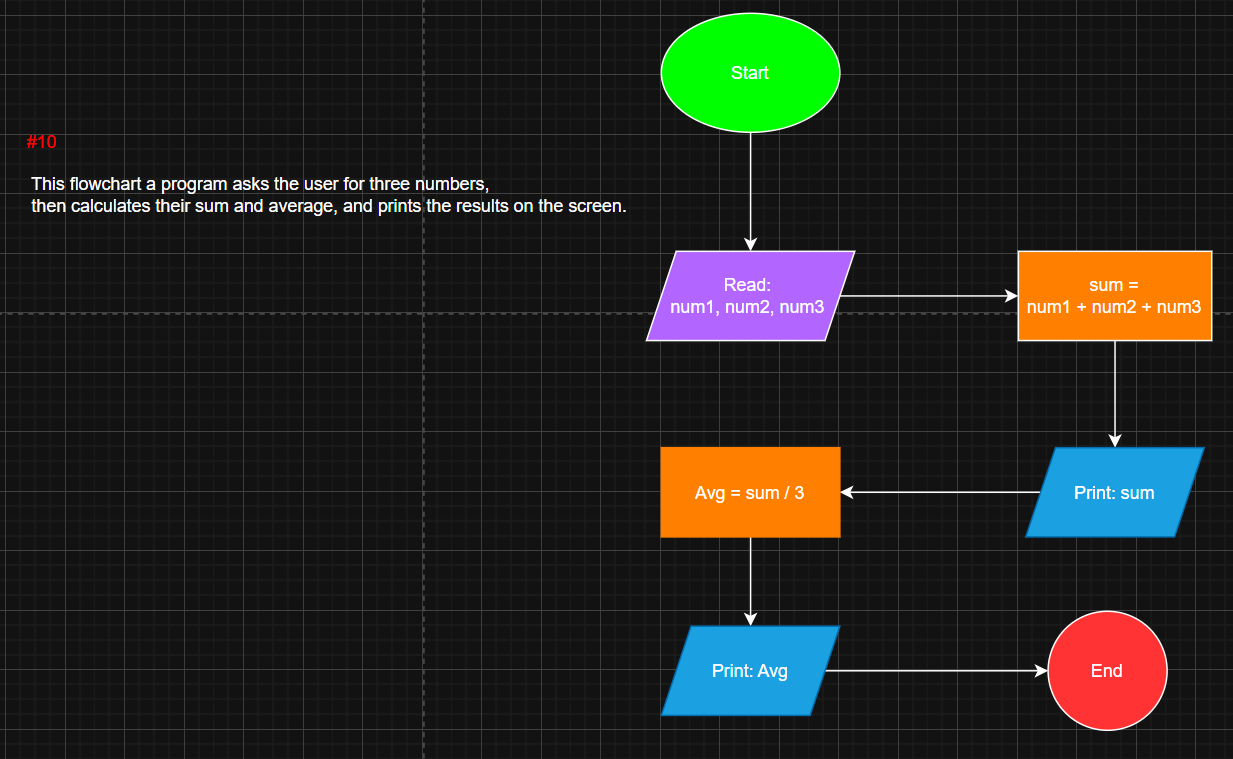 #10
This flowchart a program asks the user for three numbers,
then calculates their sum and average, and prints the results on the screen.
Start
Read:
num1, num2, num3
sum =
num1 + num2 + num3
Print: sum
Avg = sum / 3
Print: Avg
End